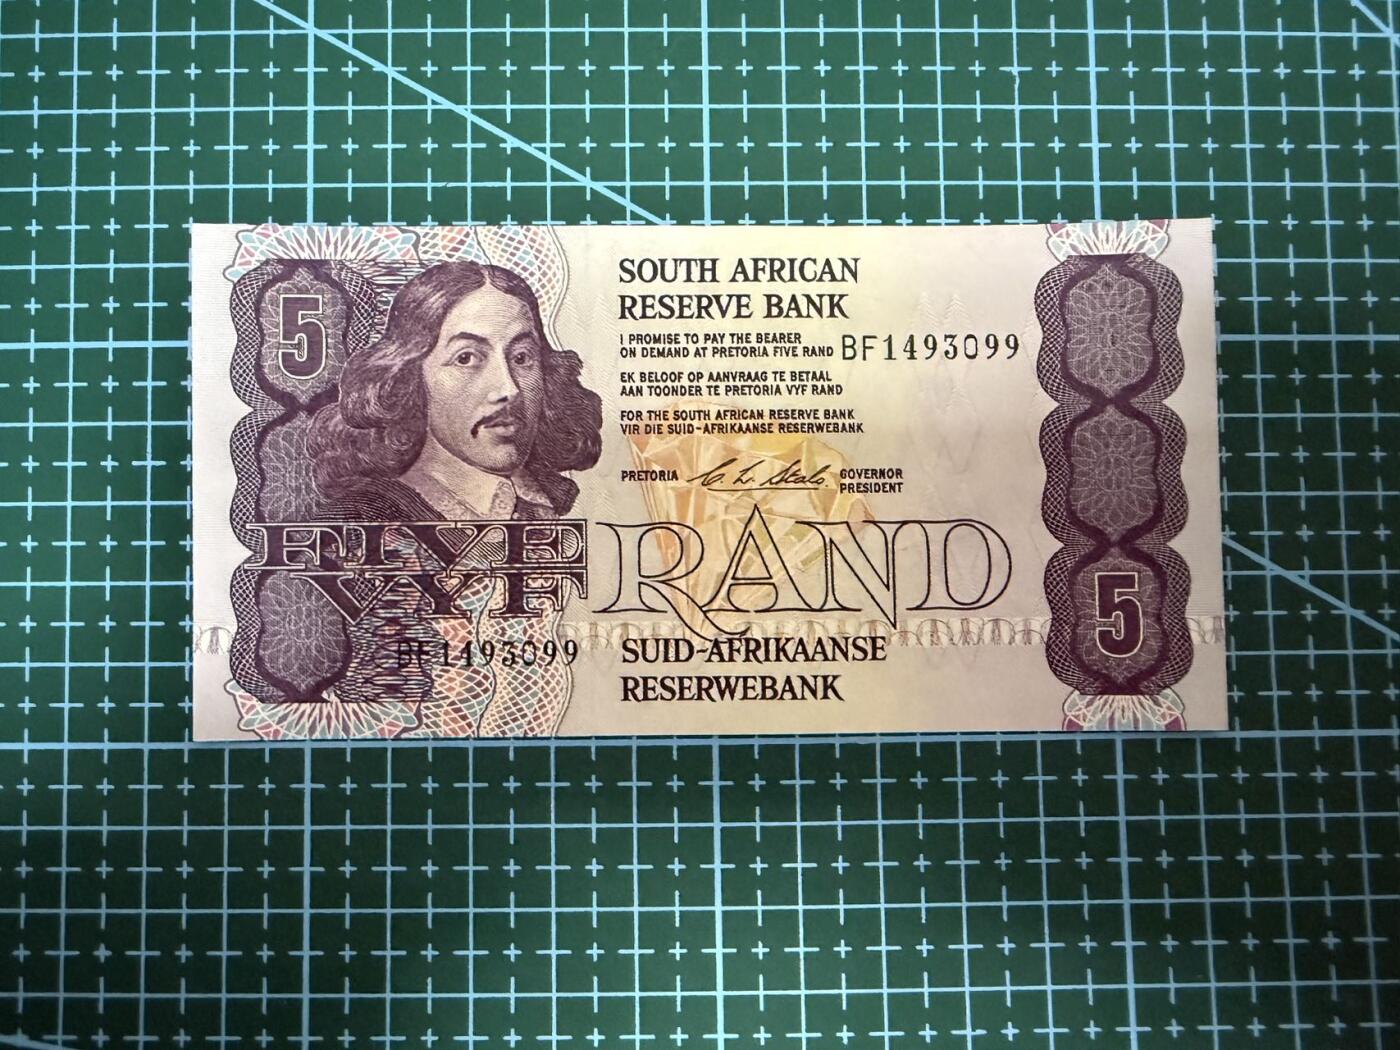 5
SOUTH AFRICAN
RESERVE BANK
I PROMISE TO PAY THE BEARER
ON DEMAND AT PRETORIA FIVE RAND
BF1493099
EK BELOOF OP AANVRAAG TE BETAAL
AAN TOONDER TE PRETORIA VYF RAND
FOR THE SOUTH AFRICAN RESERVE BANK
VIR DIE SUID-AFRIKAANSE RESERWEBANK
PRETORIA C. L. Stals. GOVERNOR
PRESIDENT
FIVE RAND
VYF
5
BF1493099
SUID-AFRIKAANSE
RESERWEBANK